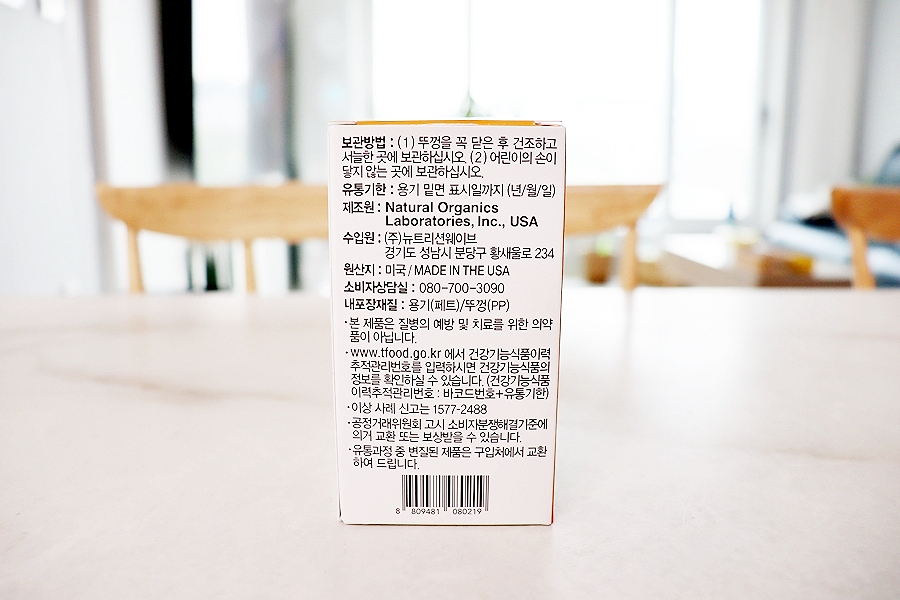 보관방법 : (1) 뚜껑을 꼭 닫은 후 건조하고
서늘한 곳에 보관하십시오. (2) 어린이의 손이
닿지 않는 곳에 보관하십시오.
유통기한 : 용기 밑면 표시일까지 (년/월/일)
제조원 : Natural Organics
Laboratories, Inc., USA
수입원 : (주)뉴트리션웨이브
경기도 성남시 분당구 황새울로 234
원산지 : 미국 / MADE IN THE USA
소비자상담실 : 080-700-3090
내포장재질 : 용기(페트)/뚜껑(PP)
·본 제품은 질병의 예방 및 치료를 위한 의약
품이 아닙니다.
·www.tfood.go.kr 에서 건강기능식품이력
추적관리번호를 입력하시면 건강기능식품의
정보를 확인하실 수 있습니다. (건강기능식품
이력추적관리번호 : 바코드번호+유통기한)
·이상 사례 신고는 1577-2488
·공정거래위원회 고시 소비자분쟁해결기준에
의거 교환 또는 보상받을 수 있습니다.
·유통과정 중 변질된 제품은 구입처에서 교환
하여 드립니다.
8 809481 080219